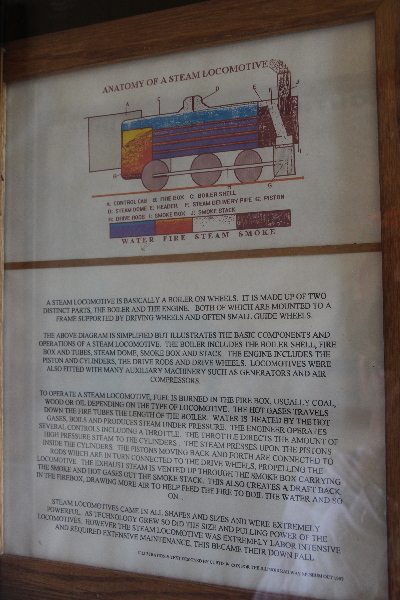 ANATOMY OF A STEAM LOCOMOTIVE
A: CONTROL CAB B: FIRE BOX C: BOILER SHELL
D: STEAM DOME E: HEADER F: STEAM DELIVERY PIPE G: PISTON
H: DRIVE RODS I: SMOKE BOX J: SMOKE STACK
WATER FIRE STEAM SMOKE
A STEAM LOCOMOTIVE IS BASICALLY A BOILER ON WHEELS. IT IS MADE UP OF TWO
DISTINCT PARTS, THE BOILER AND THE ENGINE. BOTH OF WHICH ARE MOUNTED TO A
FRAME SUPPORTED BY DRIVING WHEELS AND OFTEN SMALL GUIDE WHEELS.
THE ABOVE DIAGRAM IS SIMPLIFIED BUT ILLUSTRATES THE BASIC COMPONENTS AND
OPERATIONS OF A STEAM LOCOMOTIVE. THE BOILER INCLUDES THE BOILER SHELL, FIRE
BOX AND TUBES, STEAM DOME, SMOKE BOX AND STACK. THE ENGINE INCLUDES THE
PISTON AND CYLINDERS, THE DRIVE RODS AND DRIVE WHEELS. LOCOMOTIVES WERE
ALSO FITTED WITH MANY AUXILIARY MACHINERY SUCH AS GENERATORS AND AIR
COMPRESSORS.
TO OPERATE A STEAM LOCOMOTIVE, FUEL IS BURNED IN THE FIRE BOX, USUALLY COAL,
WOOD OR OIL DEPENDING ON THE TYPE OF LOCOMOTIVE. THE HOT GASES TRAVELS
DOWN THE FIRE TUBES THE LENGTH OF THE BOILER. WATER IS HEATED BY THE HOT
GASES, BOILS AND PRODUCES STEAM UNDER PRESSURE. THE ENGINEER OPERATES
SEVERAL CONTROLS INCLUDING A THROTTLE. THE THROTTLE DIRECTS THE AMOUNT OF
HIGH PRESSURE STEAM TO THE CYLINDERS. THE STEAM PRESSES UPON THE PISTONS
INSIDE THE CYLINDERS. THE PISTONS MOVING BACK AND FORTH ARE CONNECTED TO
RODS WHICH ARE IN TURN CONNECTED TO THE DRIVE WHEELS, PROPELLING THE
LOCOMOTIVE. THE EXHAUST STEAM IS VENTED UP THROUGH THE SMOKE BOX CARRYING
THE SMOKE AND HOT GASES OUT THE SMOKE STACK. THIS ALSO CREATES A DRAFT BACK
IN THE FIREBOX, DRAWING MORE AIR TO HELP FEED THE FIRE TO BOIL THE WATER AND SO
ON...
STEAM LOCOMOTIVES CAME IN ALL SHAPES AND SIZES AND WERE EXTREMELY
POWERFUL. AS TECHNOLOGY GREW SO DID THE SIZE AND PULLING POWER OF THE
LOCOMOTIVES. HOWEVER THE STEAM LOCOMOTIVE WAS EXTREMELY LABOR INTENSIVE
AND REQUIRED EXTENSIVE MAINTENANCE, THIS BECAME THEIR DOWN FALL.